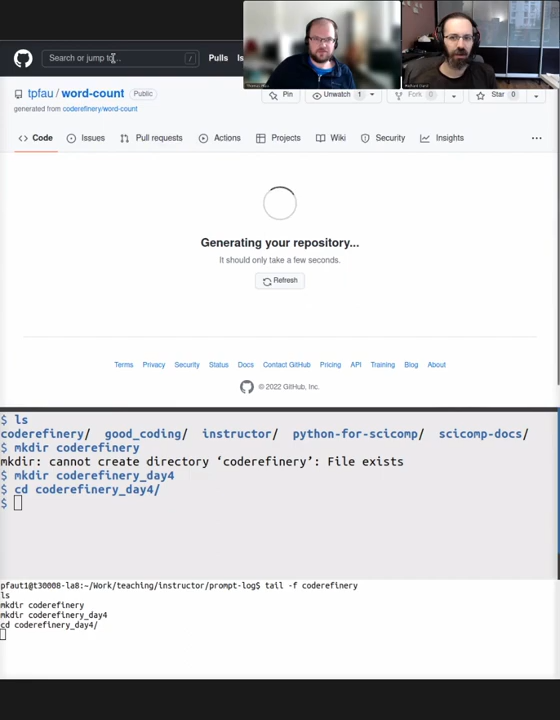 Search or jump to... /
Pulls Is
tpfau / word-count Public
Pin Unwatch 1 Fork 0 Star 0
generated from coderefinery/word-count
Code Issues Pull requests Actions Projects Wiki Security Insights
Generating your repository...
It should only take a few seconds.
Refresh
Terms Privacy Security Status Docs Contact GitHub Pricing API Training Blog About
© 2022 GitHub, Inc.
$ ls
coderefinery/ good_coding/ instructor/ python-for-scicomp/ scicomp-docs/
$ mkdir coderefinery
mkdir: cannot create directory ‘coderefinery’: File exists
$ mkdir coderefinery_day4
$ cd coderefinery_day4/
$
pfaut1@t30008-la8:~/Work/teaching/instructor/prompt-log$ tail -f coderefinery
ls
mkdir coderefinery
mkdir coderefinery_day4
cd coderefinery_day4/